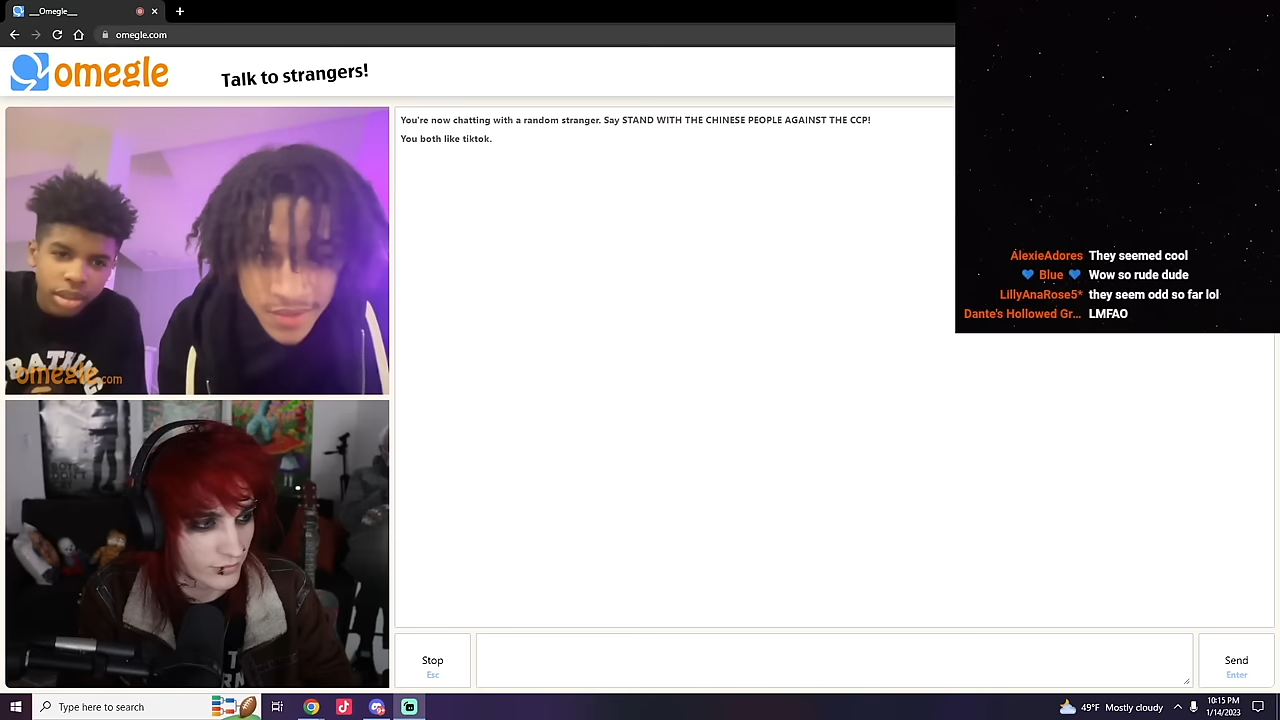 __Omegle__
omegle.com
omegle
Talk to strangers!
You're now chatting with a random stranger. Say STAND WITH THE CHINESE PEOPLE AGAINST THE CCP!
You both like tiktok.
AlexieAdores They seemed cool
Blue Wow so rude dude
LillyAnaRose5* they seem odd so far lol
Dante's Hollowed Gr... LMFAO
omegle.com
Stop
Esc
Send
Enter
Type here to search
49°F Mostly cloudy
10:15 PM
1/14/2023